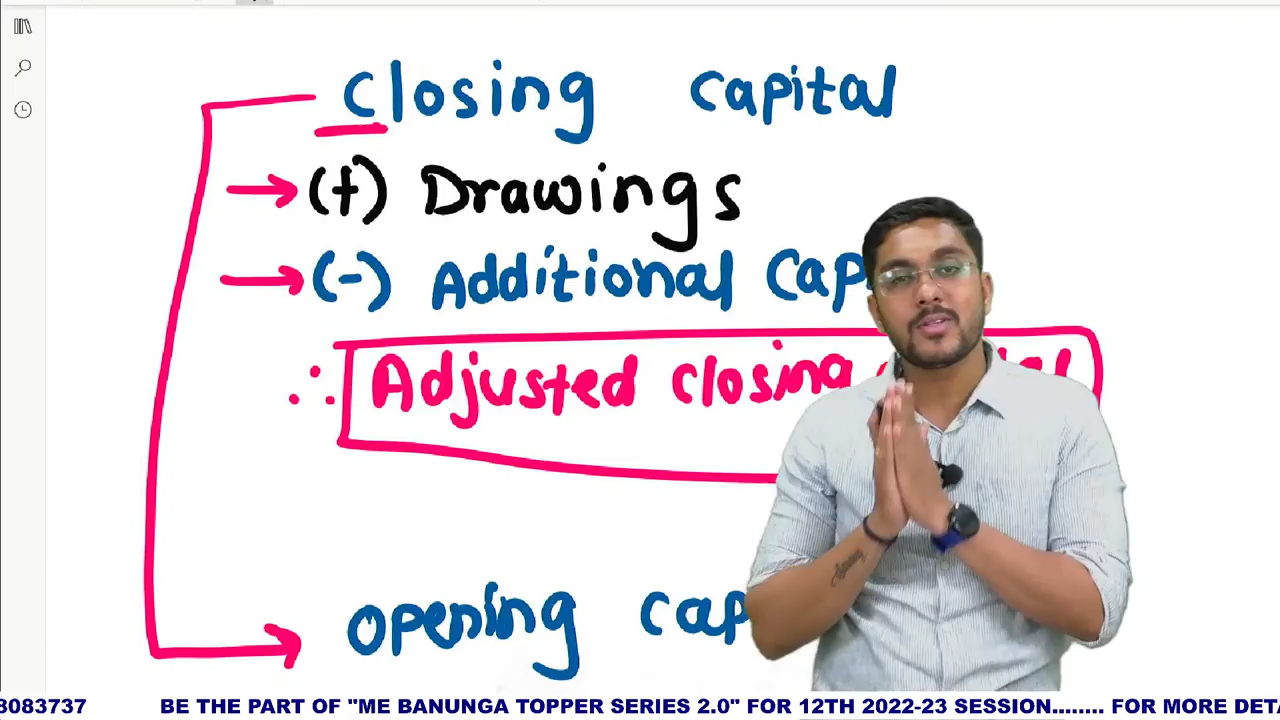 Closing Capital
→ (+) Drawings
→ (-) Additional Cap
∴ Adjusted closing
Opening cap
8083737 BE THE PART OF "ME BANUNGA TOPPER SERIES 2.0" FOR 12TH 2022-23 SESSION........ FOR MORE DETA